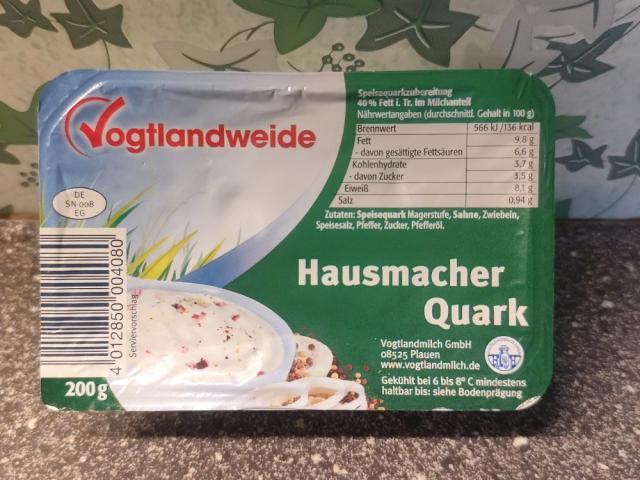 Vogtlandweide
DE
SN 008
EG
Speisequarkzubereitung
40 % Fett i. Tr. im Milchanteil
Nährwertangaben (durchschnittl. Gehalt in 100 g)
Brennwert 566 kJ / 136 kcal
Fett 9,8 g
- davon gesättigte Fettsäuren 6,6 g
Kohlenhydrate 3,7 g
- davon Zucker 3,5 g
Eiweiß 8,1 g
Salz 0,94 g
Zutaten: Speisequark Magerstufe, Sahne, Zwiebeln,
Speisesalz, Pfeffer, Zucker, Pfefferöl.
Hausmacher
Quark
4 012850 004080
Serviervorschlag
200 g
Vogtlandmilch GmbH
08525 Plauen
www.vogtlandmilch.de
Gekühlt bei 6 bis 8° C mindestens
haltbar bis: siehe Bodenprägung